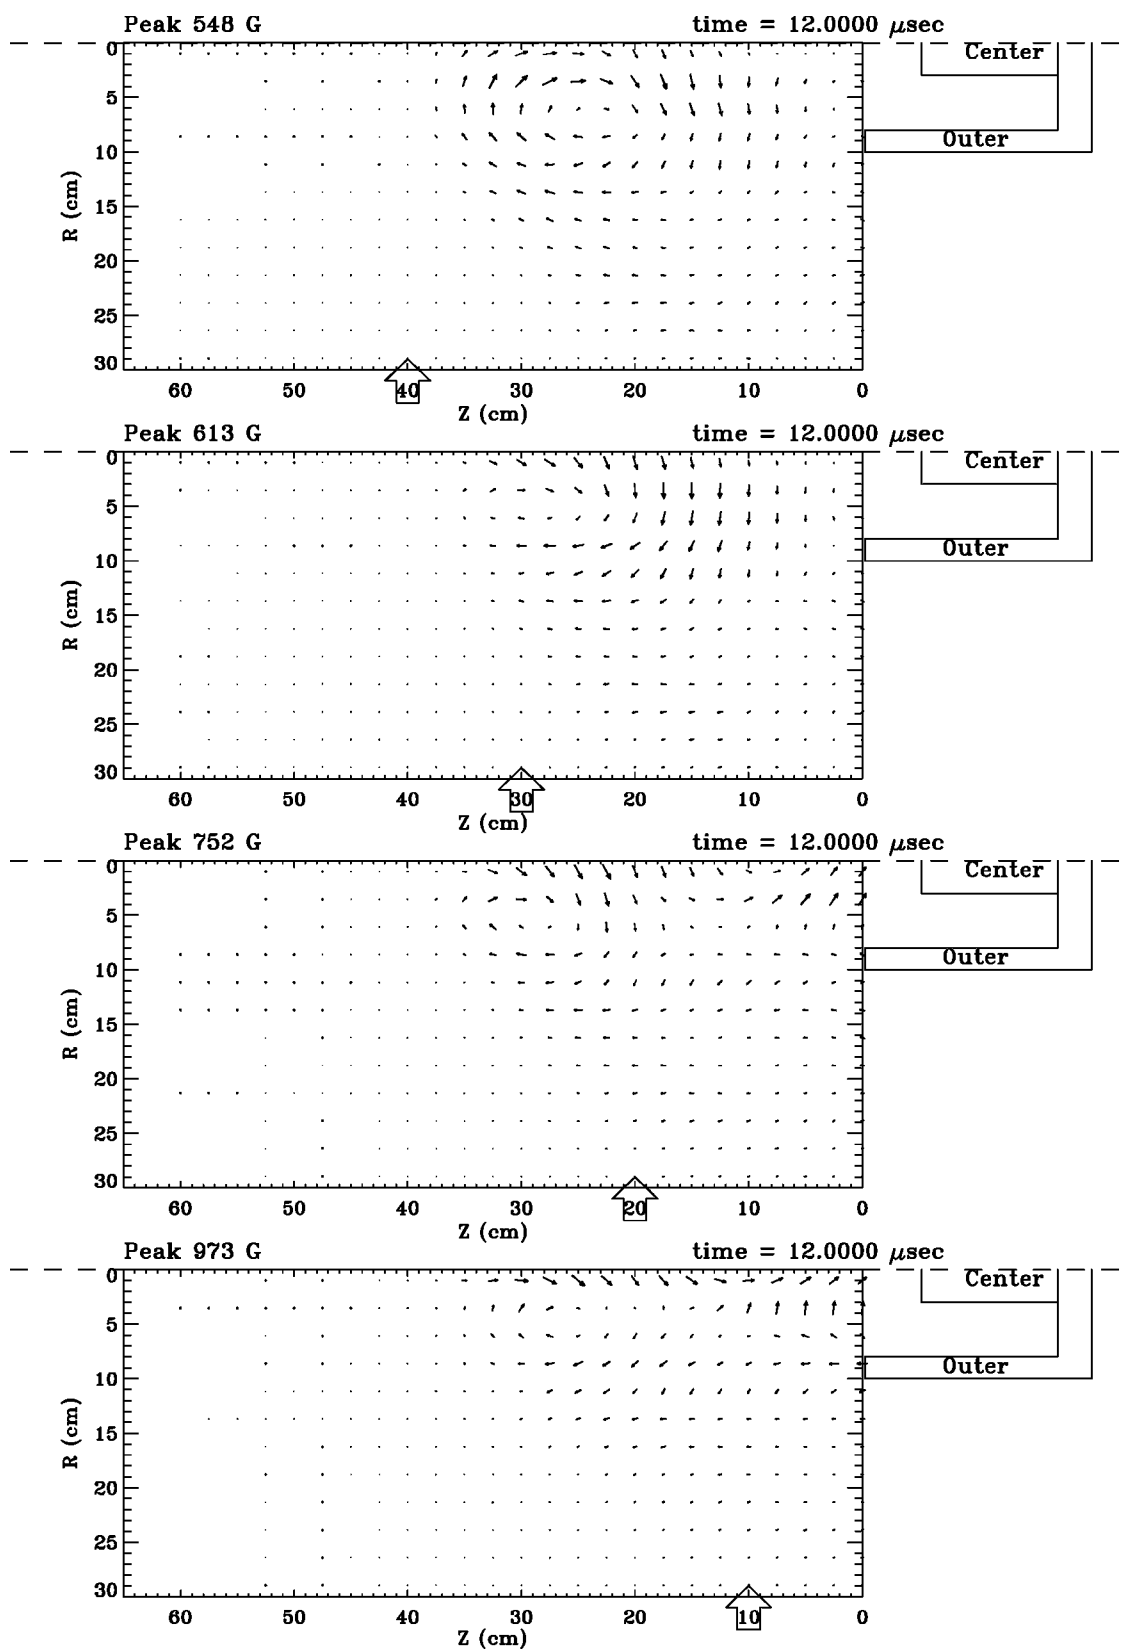 Peak 548 G time = 12.0000 μsec
Center
Outer
0
5
10
15
20
25
30
R (cm)
60 50 40 30 20 10 0
Z (cm)
Peak 613 G time = 12.0000 μsec
Center
Outer
0
5
10
15
20
25
30
R (cm)
60 50 40 30 20 10 0
Z (cm)
Peak 752 G time = 12.0000 μsec
Center
Outer
0
5
10
15
20
25
30
R (cm)
60 50 40 30 20 10 0
Z (cm)
Peak 973 G time = 12.0000 μsec
Center
Outer
0
5
10
15
20
25
30
R (cm)
60 50 40 30 20 10 0
Z (cm)